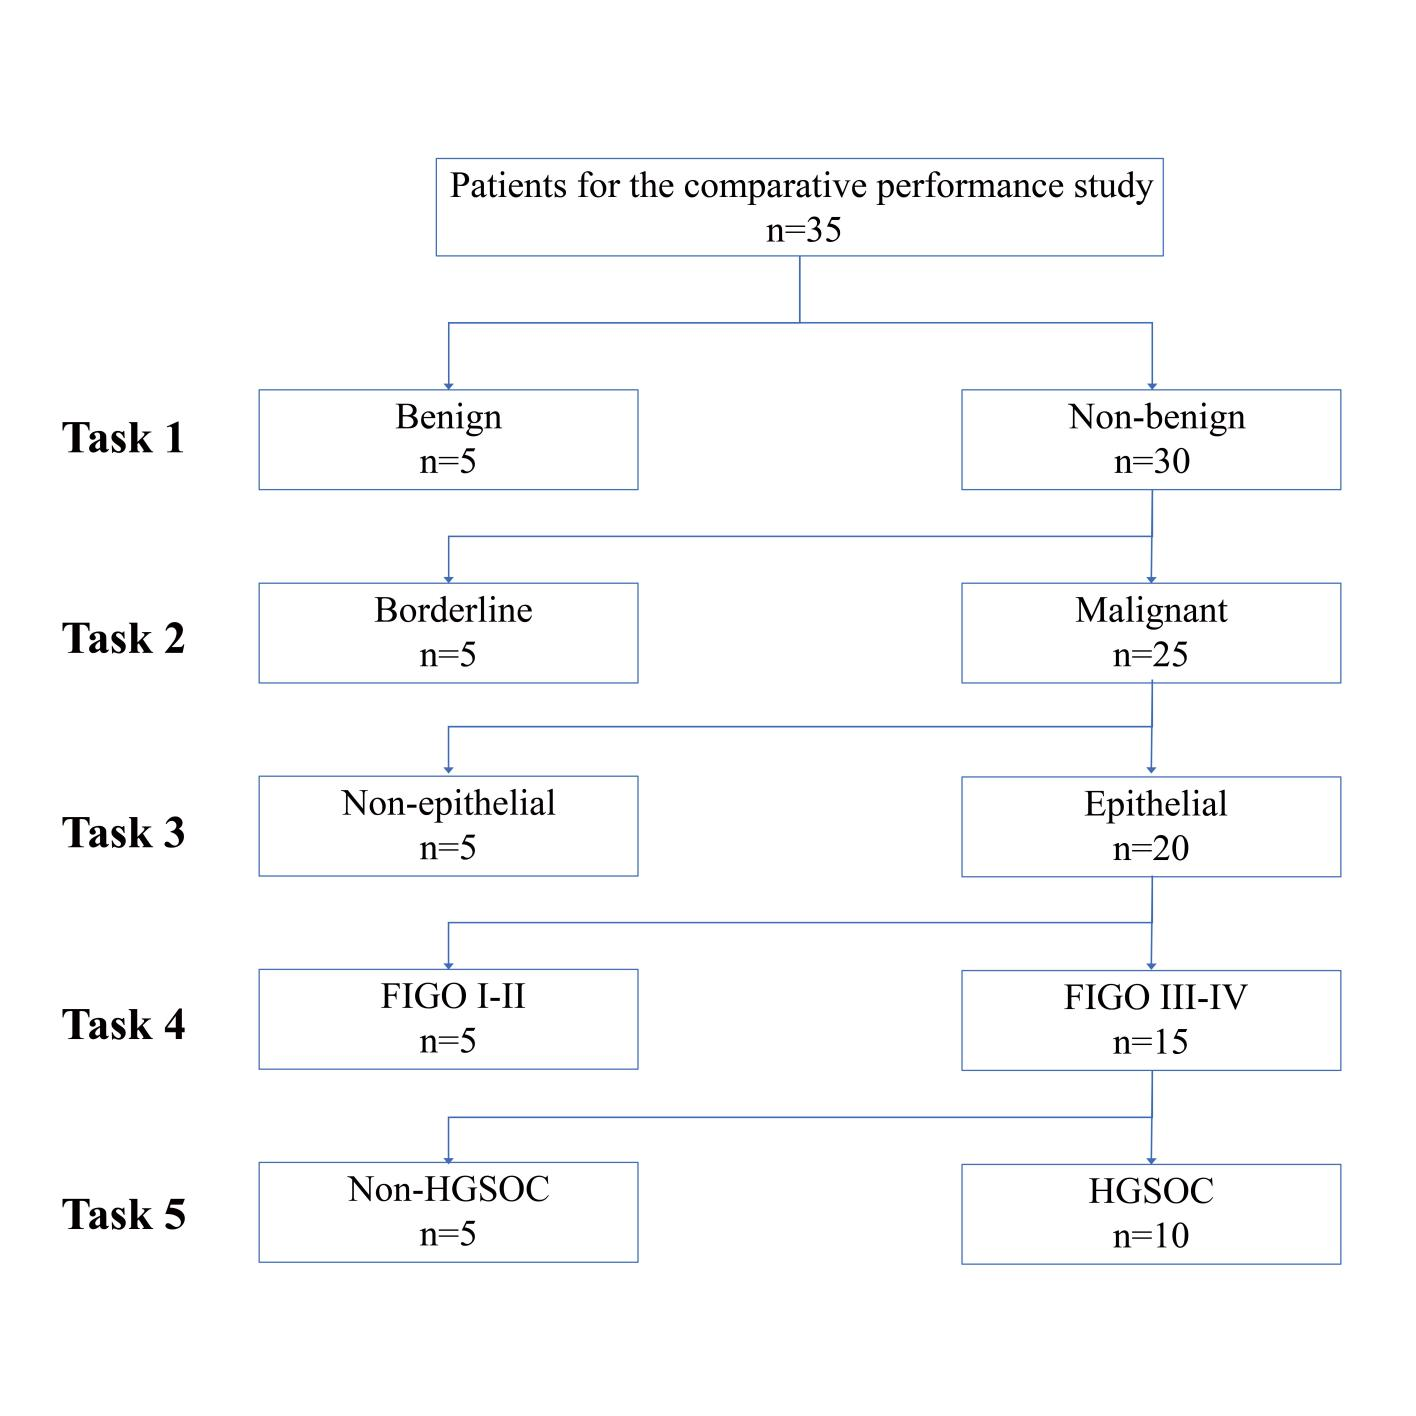 Patients for the comparative performance study
n=35
Task 1
Benign
n=5
Non-benign
n=30
Task 2
Borderline
n=5
Malignant
n=25
Task 3
Non-epithelial
n=5
Epithelial
n=20
Task 4
FIGO I-II
n=5
FIGO III-IV
n=15
Task 5
Non-HGSOC
n=5
HGSOC
n=10